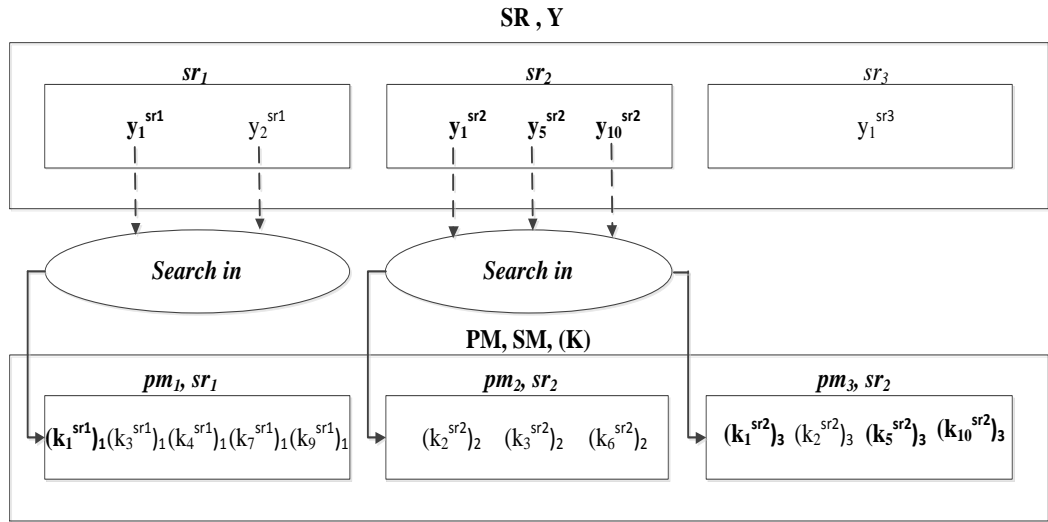 SR , Y
sr₁ sr₂ sr₃
y₁ˢʳ¹ y₂ˢʳ¹ y₁ˢʳ² y₅ˢʳ² y₁₀ˢʳ² y₁ˢʳ³
Search in Search in
PM, SM, (K)
pm₁, sr₁ pm₂, sr₂ pm₃, sr₂
(k₁ˢʳ¹)₁(k₃ˢʳ¹)₁(k₄ˢʳ¹)₁(k₇ˢʳ¹)₁(k₉ˢʳ¹)₁ (k₂ˢʳ²)₂ (k₃ˢʳ²)₂ (k₆ˢʳ²)₂ (k₁ˢʳ²)₃ (k₂ˢʳ²)₃ (k₅ˢʳ²)₃ (k₁₀ˢʳ²)₃